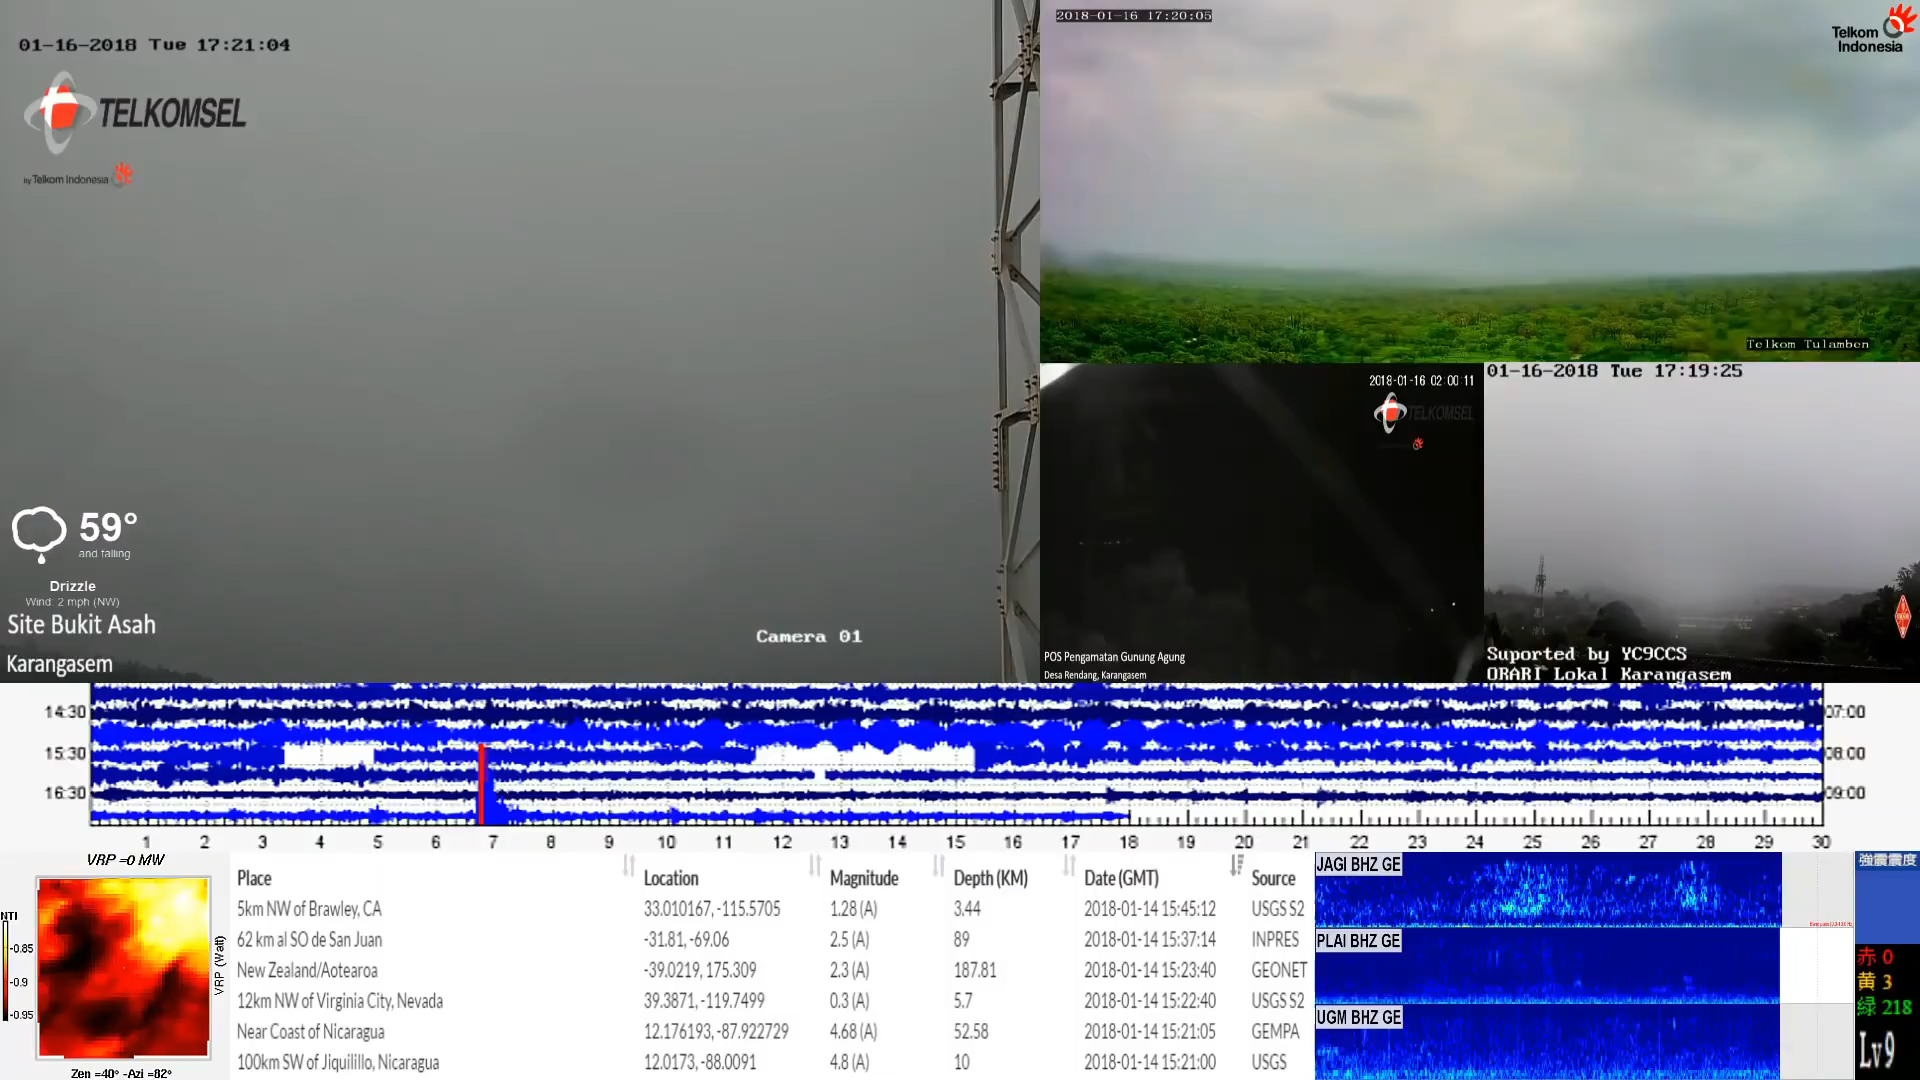 01-16-2018 Tue 17:21:04
TELKOMSEL
by Telkom Indonesia
59°
and falling
Drizzle
Wind: 2 mph (NW)
Site Bukit Asah
Karangasem
Camera 01
2018-01-16 17:20:05
Telkom
Indonesia
Telkom Tulamben
2018-01-16 02:00:11
TELKOMSEL
POS Pengamatan Gunung Agung
Desa Rendang, Karangasem
01-16-2018 Tue 17:19:25
Suported by YC9CCS
ORARI Lokal Karangasem
14:30 07:00
15:30 08:00
16:30 09:00
1 2 3 4 5 6 7 8 9 10 11 12 13 14 15 16 17 18 19 20 21 22 23 24 25 26 27 28 29 30
VRP =0 MW
NTI
-0.85
-0.9
-0.95
VRP (Watt)
Zen =40° -Azi =82°
Place Location Magnitude Depth (KM) Date (GMT) Source
5km NW of Brawley, CA 33.010167, -115.5705 1.28 (A) 3.44 2018-01-14 15:45:12 USGS S2
62 km al SO de San Juan -31.81, -69.06 2.5 (A) 89 2018-01-14 15:37:14 INPRES
New Zealand/Aotearoa -39.0219, 175.309 2.3 (A) 187.81 2018-01-14 15:23:40 GEONET
12km NW of Virginia City, Nevada 39.3871, -119.7499 0.3 (A) 5.7 2018-01-14 15:22:40 USGS S2
Near Coast of Nicaragua 12.176193, -87.922729 4.68 (A) 52.58 2018-01-14 15:21:05 GEMPA
100km SW of Jiquilillo, Nicaragua 12.0173, -88.0091 4.8 (A) 10 2018-01-14 15:21:00 USGS
JAGI BHZ GE
PLAI BHZ GE
UGM BHZ GE
強震震度
赤 0
黄 3
緑 218
Lv9